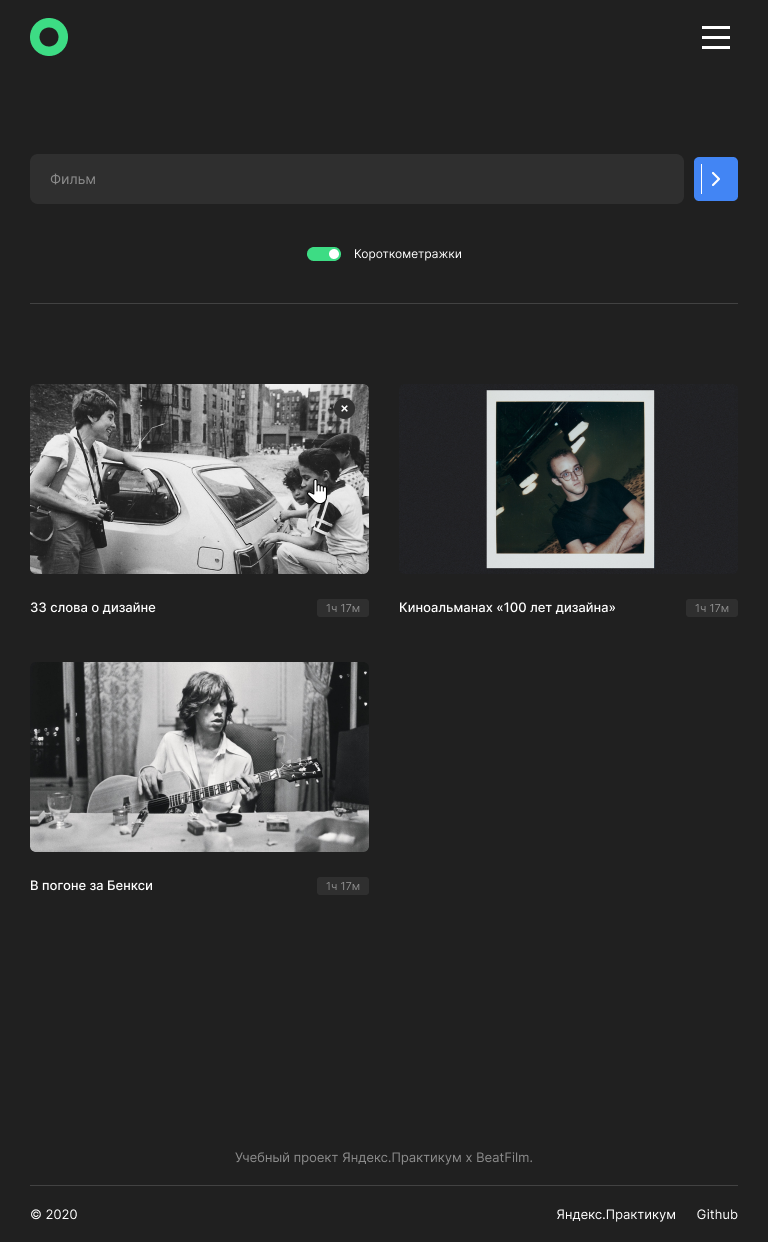 Фильм
Короткометражки
33 слова о дизайне
1ч 17м
Киноальманах «100 лет дизайна»
1ч 17м
В погоне за Бенкси
1ч 17м
Учебный проект Яндекс.Практикум х BeatFilm.
© 2020
Яндекс.Практикум
Github